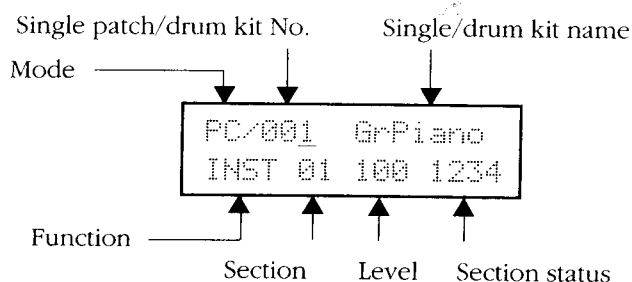 Single patch/drum kit No.
Single/drum kit name
Mode
PC/001 GrPiano
INST 01 100 1234
Function
Section
Level
Section status